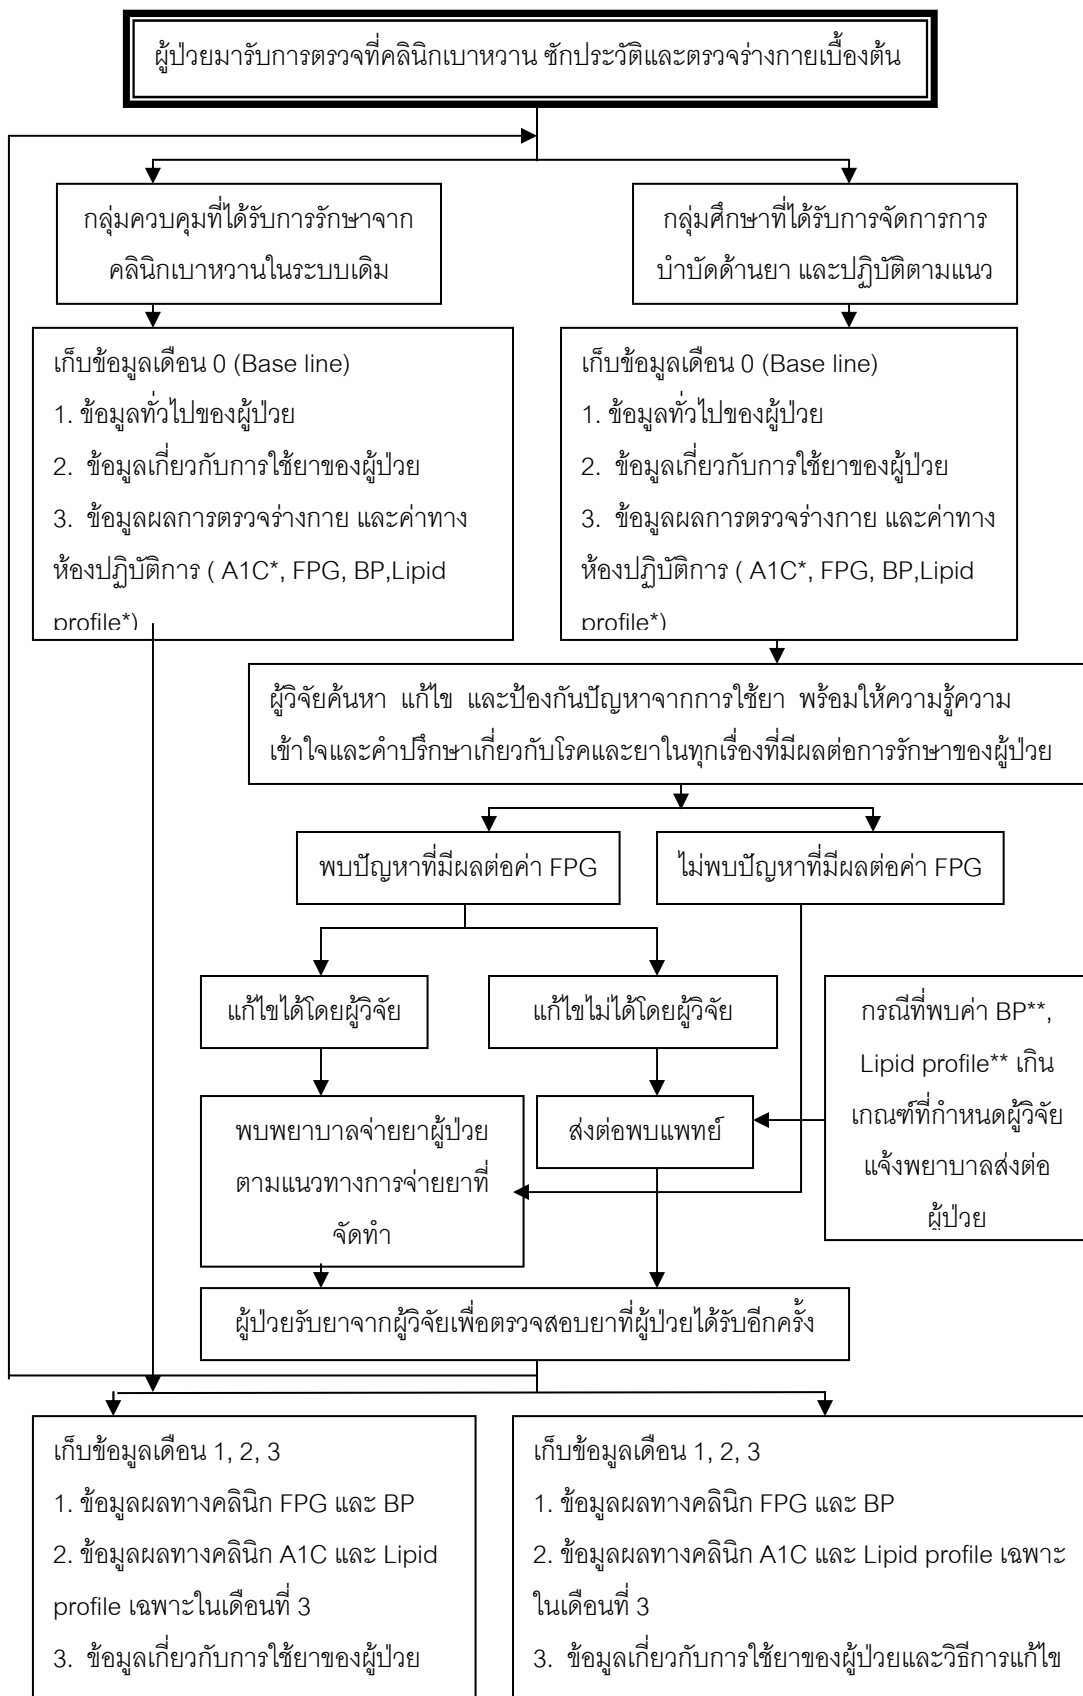 ผู้ป่วยมารับการตรวจที่คลินิกเบาหวาน ซักประวัติและตรวจร่างกายเบื้องต้น
กลุ่มควบคุมที่ได้รับการรักษาจาก
คลินิกเบาหวานในระบบเดิม
กลุ่มศึกษาที่ได้รับการจัดการการ
บำบัดด้านยา และปฏิบัติตามแนว
เก็บข้อมูลเดือน 0 (Base line)
1. ข้อมูลทั่วไปของผู้ป่วย
2. ข้อมูลเกี่ยวกับการใช้ยาของผู้ป่วย
3. ข้อมูลผลการตรวจร่างกาย และค่าทาง
ห้องปฏิบัติการ ( A1C*, FPG, BP,Lipid
profile*)
เก็บข้อมูลเดือน 0 (Base line)
1. ข้อมูลทั่วไปของผู้ป่วย
2. ข้อมูลเกี่ยวกับการใช้ยาของผู้ป่วย
3. ข้อมูลผลการตรวจร่างกาย และค่าทาง
ห้องปฏิบัติการ ( A1C*, FPG, BP,Lipid
profile*)
ผู้วิจัยค้นหา แก้ไข และป้องกันปัญหาจากการใช้ยา พร้อมให้ความรู้ความ
เข้าใจและคำปรึกษาเกี่ยวกับโรคและยาในทุกเรื่องที่มีผลต่อการรักษาของผู้ป่วย
พบปัญหาที่มีผลต่อค่า FPG
ไม่พบปัญหาที่มีผลต่อค่า FPG
แก้ไขได้โดยผู้วิจัย
แก้ไขไม่ได้โดยผู้วิจัย
กรณีที่พบค่า BP**,
Lipid profile** เกิน
เกณฑ์ที่กำหนดผู้วิจัย
แจ้งพยาบาลส่งต่อ
ผู้ป่วย
พบพยาบาลจ่ายยาผู้ป่วย
ตามแนวทางการจ่ายยาที่
จัดทำ
ส่งต่อพบแพทย์
ผู้ป่วยรับยาจากผู้วิจัยเพื่อตรวจสอบยาที่ผู้ป่วยได้รับอีกครั้ง
เก็บข้อมูลเดือน 1, 2, 3
1. ข้อมูลผลทางคลินิก FPG และ BP
2. ข้อมูลผลทางคลินิก A1C และ Lipid
profile เฉพาะในเดือนที่ 3
3. ข้อมูลเกี่ยวกับการใช้ยาของผู้ป่วย
เก็บข้อมูลเดือน 1, 2, 3
1. ข้อมูลผลทางคลินิก FPG และ BP
2. ข้อมูลผลทางคลินิก A1C และ Lipid profile เฉพาะ
ในเดือนที่ 3
3. ข้อมูลเกี่ยวกับการใช้ยาของผู้ป่วยและวิธีการแก้ไข